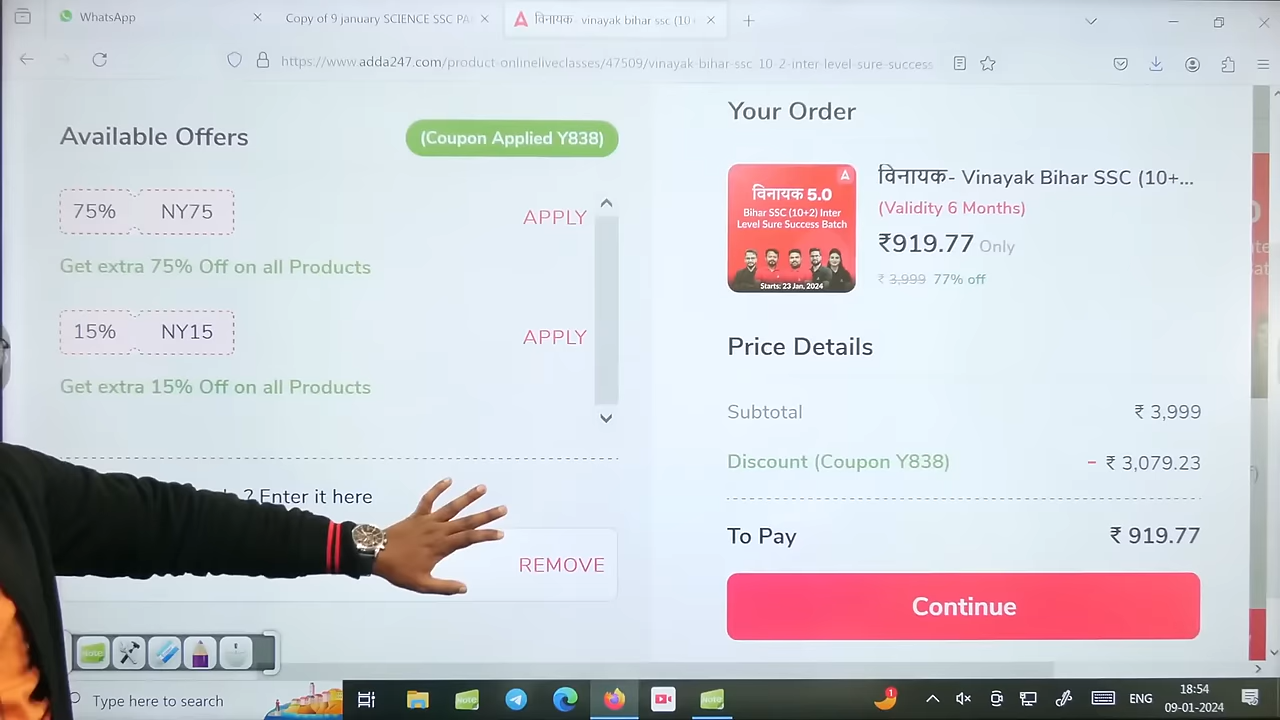 WhatsApp
Copy of 9 january SCIENCE SSC PA
विनायक- vinayak bihar ssc (10
https://www.adda247.com/product-onlineliveclasses/47509/vinayak-bihar-ssc-10-2-inter-level-sure-success
Available Offers
(Coupon Applied Y838)
75% NY75
APPLY
Get extra 75% Off on all Products
15% NY15
APPLY
Get extra 15% Off on all Products
? Enter it here
REMOVE
Your Order
A
विनायक 5.0
Bihar SSC (10+2) Inter
Level Sure Success Batch
Starts: 23 Jan, 2024
विनायक- Vinayak Bihar SSC (10+...
(Validity 6 Months)
₹919.77 Only
₹ 3,999 77% off
Price Details
Subtotal ₹ 3,999
Discount (Coupon Y838) - ₹ 3,079.23
To Pay ₹ 919.77
Continue
Type here to search
1
ENG
18:54
09-01-2024